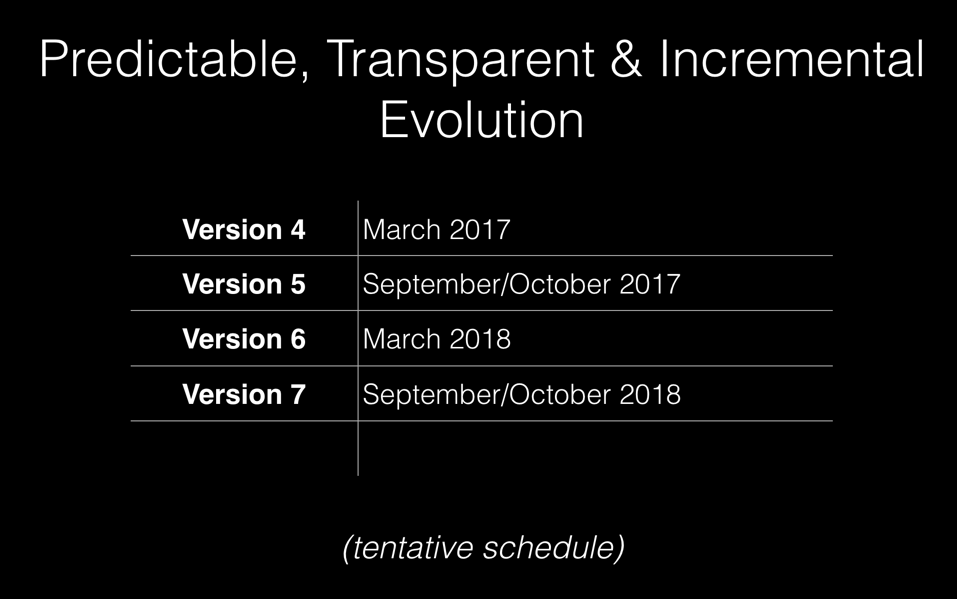 Predictable, Transparent & Incremental
Evolution
Version 4 March 2017
Version 5 September/October 2017
Version 6 March 2018
Version 7 September/October 2018
(tentative schedule)